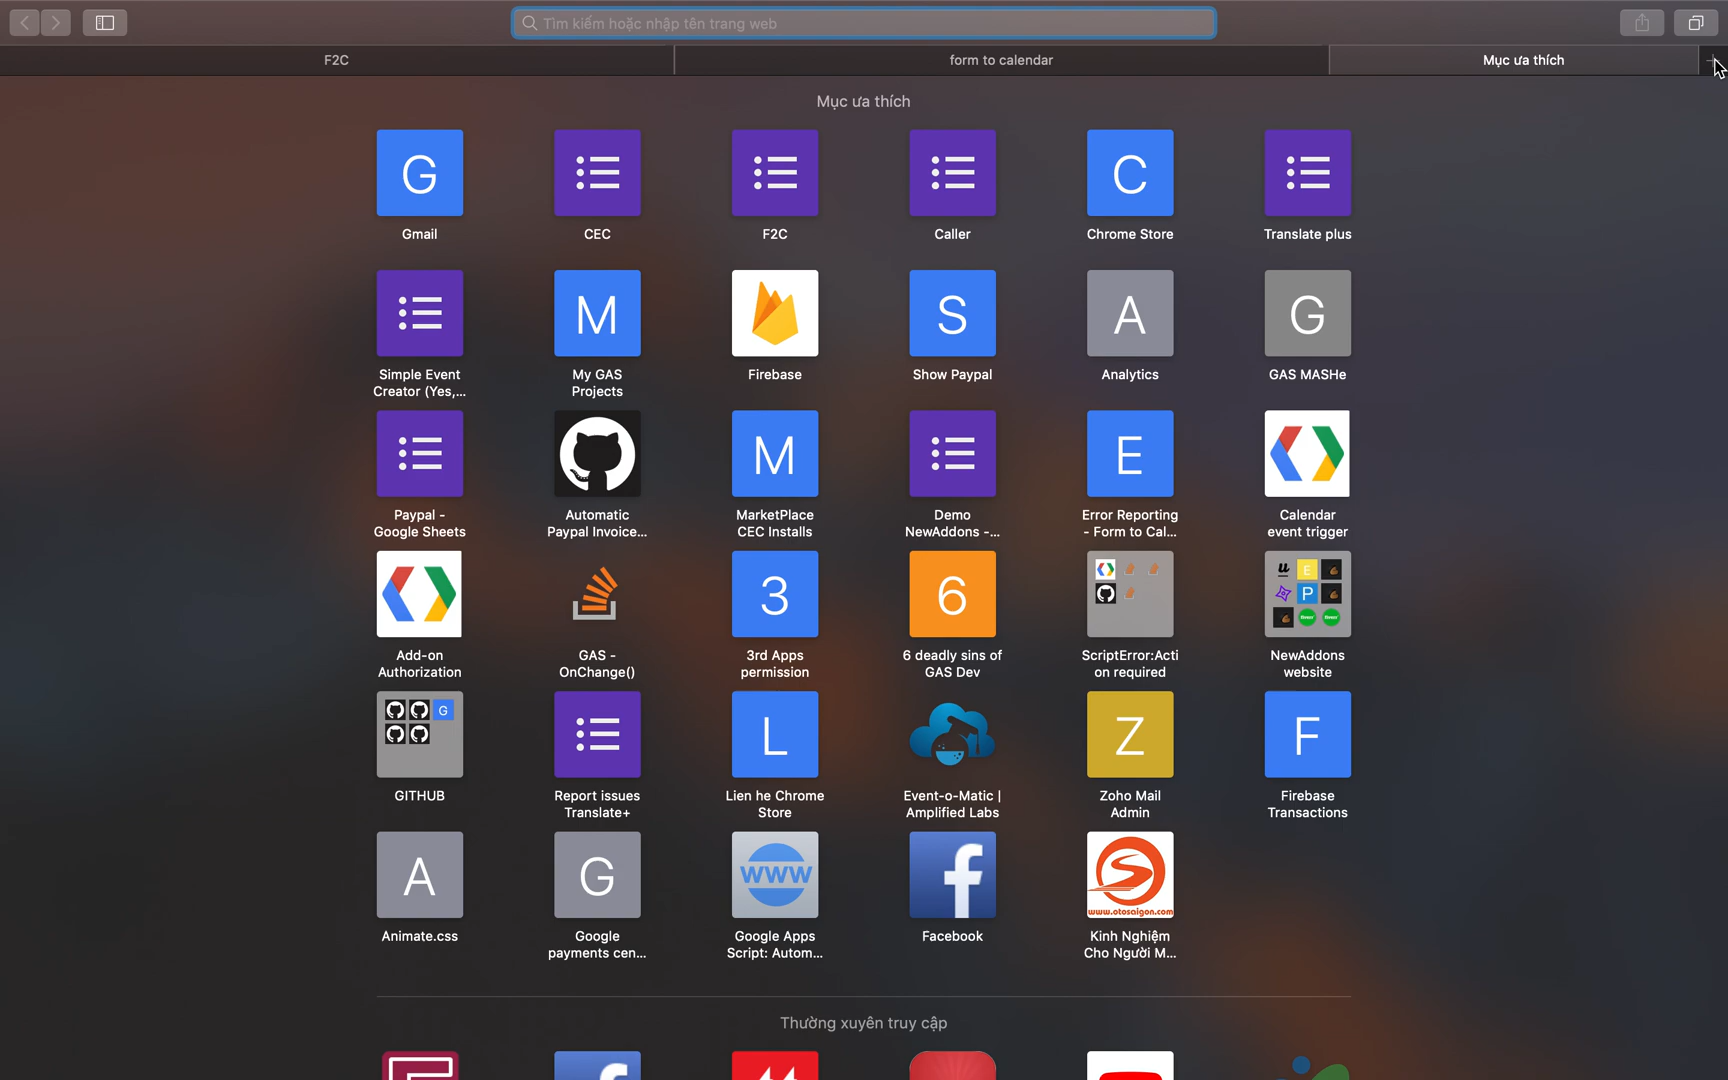 Tìm kiếm hoặc nhập tên trang web
F2C
form to calendar
Mục ưa thích
Mục ưa thích
G
C
Gmail
CEC
F2C
Caller
Chrome Store
Translate plus
M
S
A
G
Simple Event
Creator (Yes,...
My GAS
Projects
Firebase
Show Paypal
Analytics
GAS MASHe
M
E
Paypal -
Google Sheets
Automatic
Paypal Invoice...
MarketPlace
CEC Installs
Demo
NewAddons -...
Error Reporting
- Form to Cal...
Calendar
event trigger
3
6
u
E
P
fiverr
fiverr
Add-on
Authorization
GAS -
OnChange()
3rd Apps
permission
6 deadly sins of
GAS Dev
ScriptError:Acti
on required
NewAddons
website
G
L
Z
F
GITHUB
Report issues
Translate+
Lien he Chrome
Store
Event-o-Matic |
Amplified Labs
Zoho Mail
Admin
Firebase
Transactions
A
G
WWW
f
www.otosaigon.com
Animate.css
Google
payments cen...
Google Apps
Script: Autom...
Facebook
Kinh Nghiệm
Cho Người M...
Thường xuyên truy cập